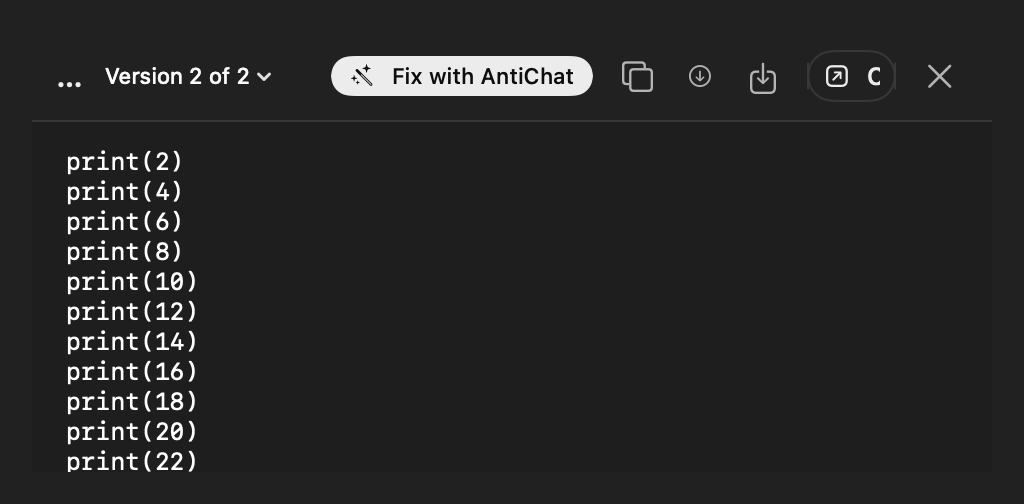 ... Version 2 of 2 Fix with AntiChat
print(2)
print(4)
print(6)
print(8)
print(10)
print(12)
print(14)
print(16)
print(18)
print(20)
print(22)